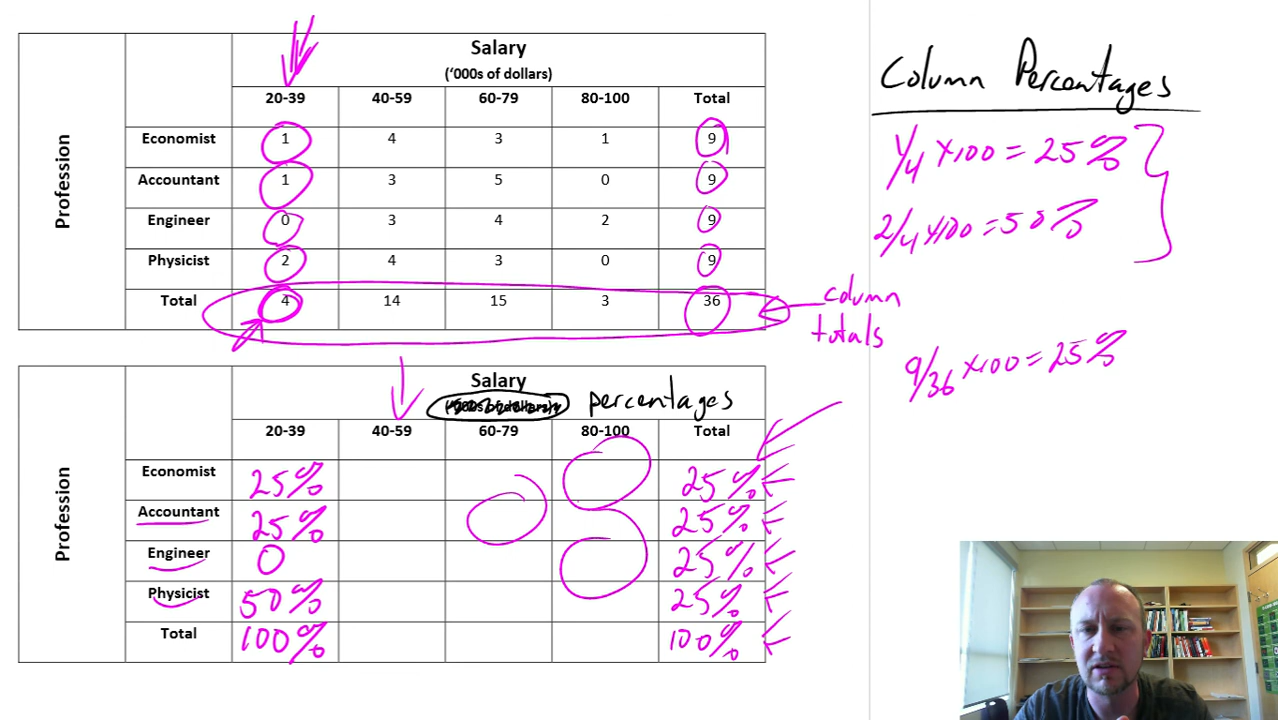 Salary
('000s of dollars)
20-39 40-59 60-79 80-100 Total
Profession
Economist 1 4 3 1 9
Accountant 1 3 5 0 9
Engineer 0 3 4 2 9
Physicist 2 4 3 0 9
Total 4 14 15 3 36
column
totals
Column Percentages
1/4 x100 = 25%
2/4 x100 = 50%
9/36 x100 = 25%
Salary
percentages
20-39 40-59 60-79 80-100 Total
Profession
Economist 25% 25%
Accountant 25% 25%
Engineer 0 25%
Physicist 50% 25%
Total 100% 100%